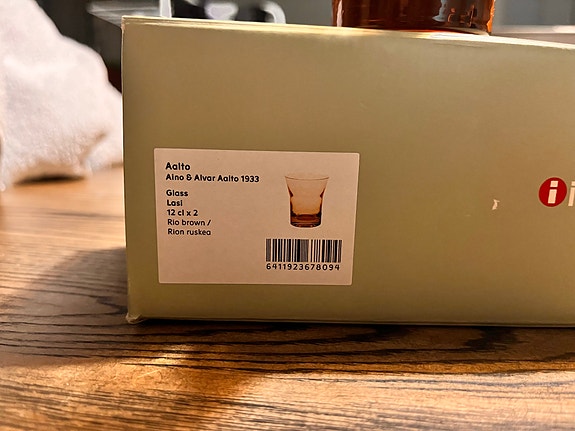 Aalto
Aino & Alvar Aalto 1933
Glass
Lasi
12 cl x 2
Rio brown /
Rion ruskea
6411923678094
i